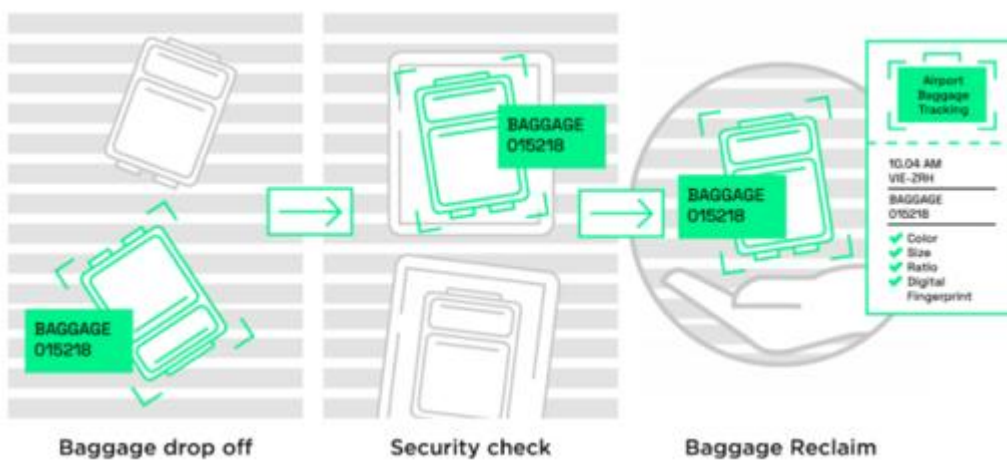 BAGGAGE
015218
Baggage drop off
BAGGAGE
015218
Security check
BAGGAGE
015218
Baggage Reclaim
Airport
Baggage
Tracking
10.04 AM
VIE-ZRH
BAGGAGE
015218
Color
Size
Ratio
Digital
Fingerprint